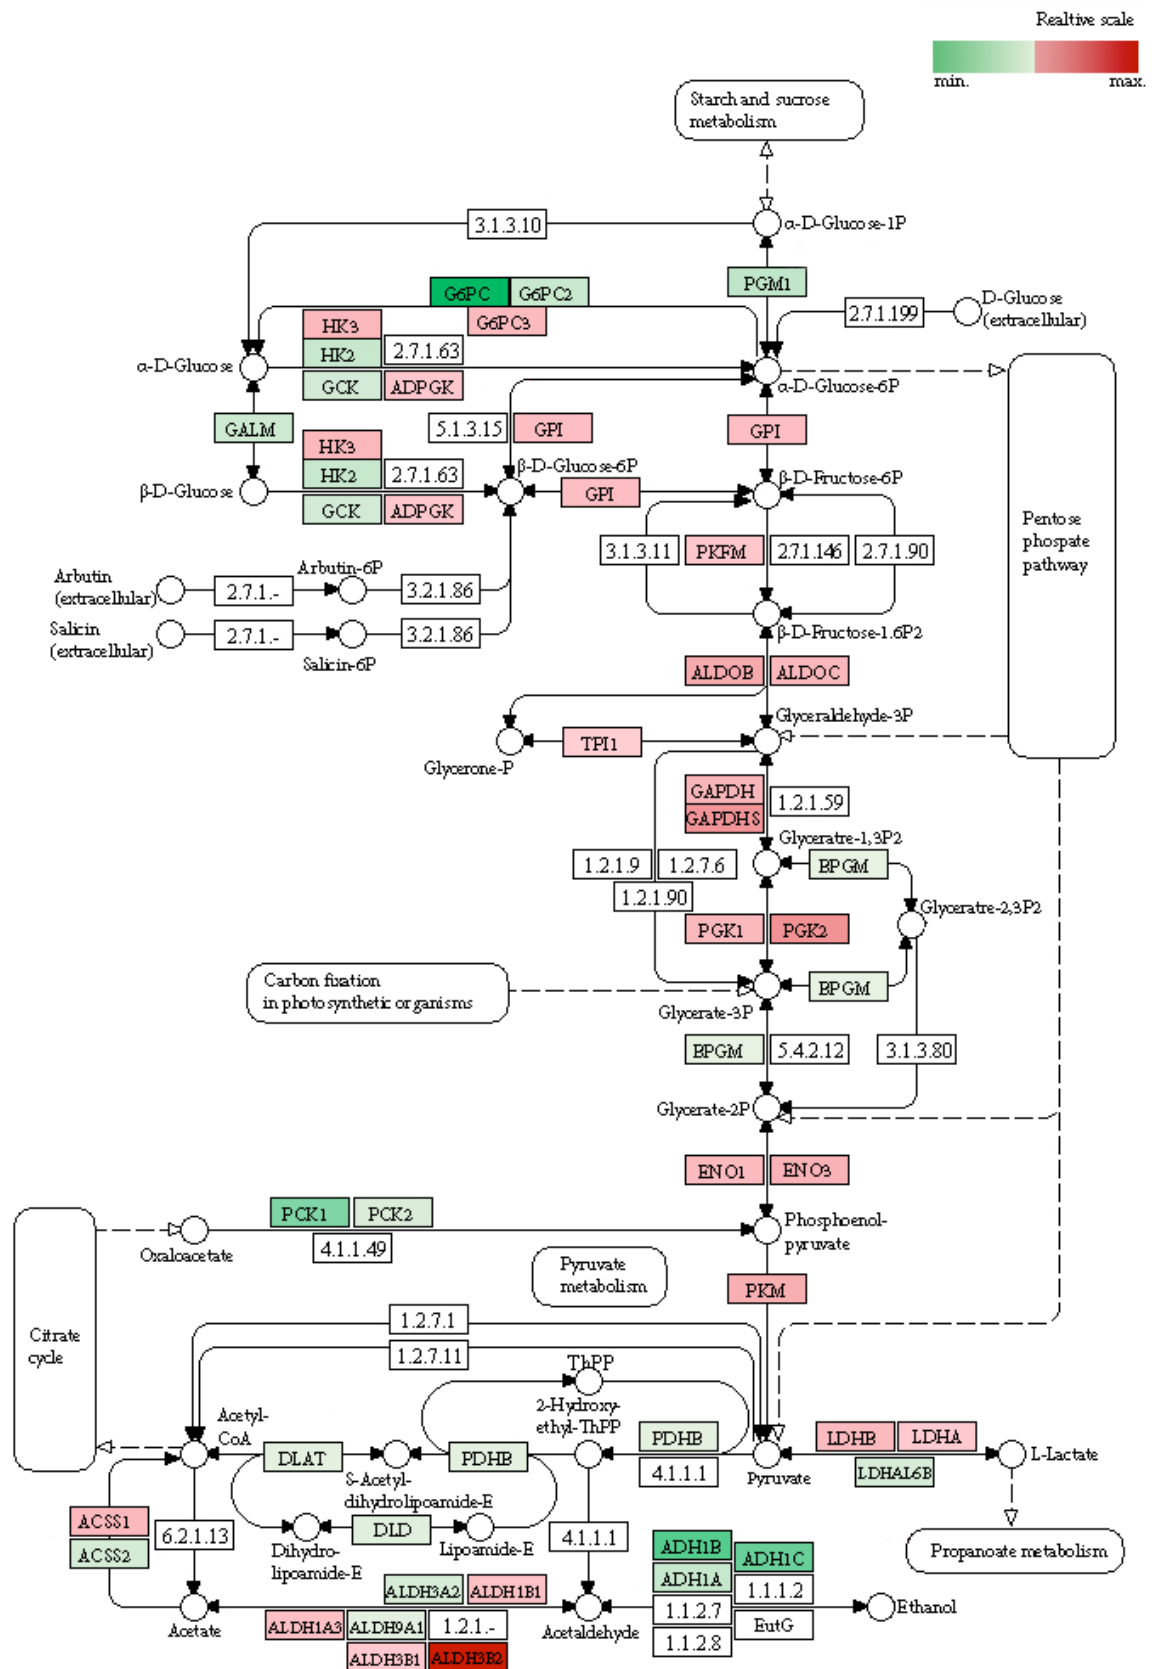 Realtive scale
min.
max.
Starch and sucrose
metabolism
3.1.3.10
α-D-Glucose-1P
PGM1
G6PC
G6PC2
G6PC3
D-Glucose
(extracellular)
2.7.1.199
HK3
HK2
2.7.1.63
GCK
ADPGK
α-D-Glucose
α-D-Glucose-6P
GALM
5.1.3.15
GPI
GPI
HK3
HK2
2.7.1.63
GCK
ADPGK
β-D-Glucose
β-D-Glucose-6P
GPI
β-D-Fructose-6P
Pentose
phospate
pathway
3.1.3.11
PKFM
2.7.1.146
2.7.1.90
Arbutin
(extracellular)
2.7.1.-
Arbutin-6P
3.2.1.86
Salicin
(extracellular)
2.7.1.-
Salicin-6P
3.2.1.86
β-D-Fructose-1.6P2
ALDOB
ALDOC
Glyceraldehyde-3P
TPI1
Glycerone-P
GAPDH
GAPDHS
1.2.1.59
Glyceratre-1,3P2
1.2.1.9
1.2.7.6
1.2.1.90
BPGM
Glyceratre-2,3P2
PGK1
PGK2
Carbon fixation
in photosynthetic organisms
BPGM
Glycerate-3P
BPGM
5.4.2.12
3.1.3.80
Glycerate-2P
ENO1
ENO3
PCK1
PCK2
4.1.1.49
Oxaloacetate
Phosphoenol-
pyruvate
Pyruvate
metabolism
PKM
Citrate
cycle
1.2.7.1
1.2.7.11
ThPP
2-Hydroxy-
ethyl-ThPP
Acetyl-
CoA
DLAT
PDHB
PDHB
4.1.1.1
Pyruvate
LDHB
LDHA
LDHAL6B
L-Lactate
S-Acetyl-
dihydrolipoamide-E
ACSS1
ACSS2
6.2.1.13
DLD
Dihydro-
lipoamide-E
Lipoamide-E
4.1.1.1
ADH1B
ADH1C
ADH1A
1.1.1.2
1.1.2.7
EutG
1.1.2.8
Propanoate metabolism
ALDH3A2
ALDH1B1
Acetate
ALDH1A3
ALDH9A1
1.2.1.-
ALDH3B1
ALDH3B2
Acetaldehyde
Ethanol